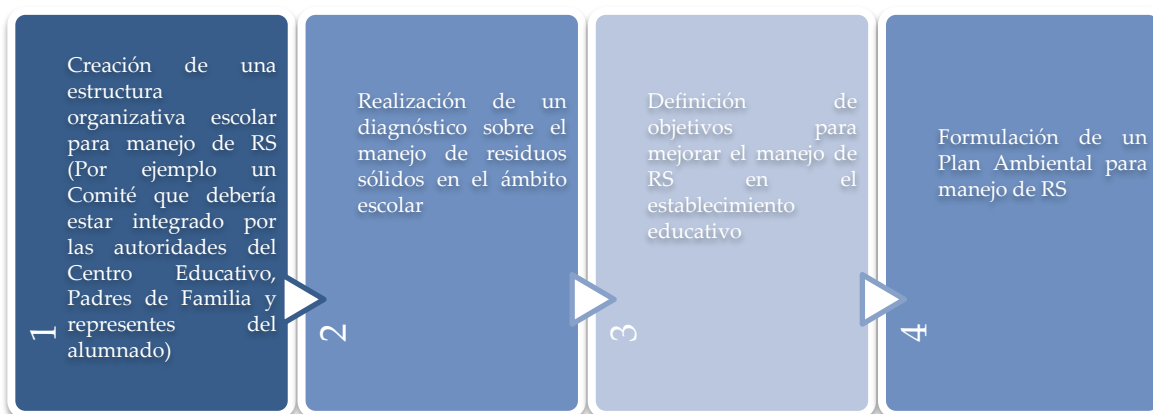 Creación de una
estructura
organizativa escolar
para manejo de RS
(Por ejemplo un
Comité que debería
estar integrado por
las autoridades del
Centro Educativo,
Padres de Familia y
representes del
alumnado)
1
Realización de un
diagnóstico sobre el
manejo de residuos
sólidos en el ámbito
escolar
2
Definición de
objetivos para
mejorar el manejo de
RS en el
establecimiento
educativo
3
Formulación de un
Plan Ambiental para
manejo de RS
4